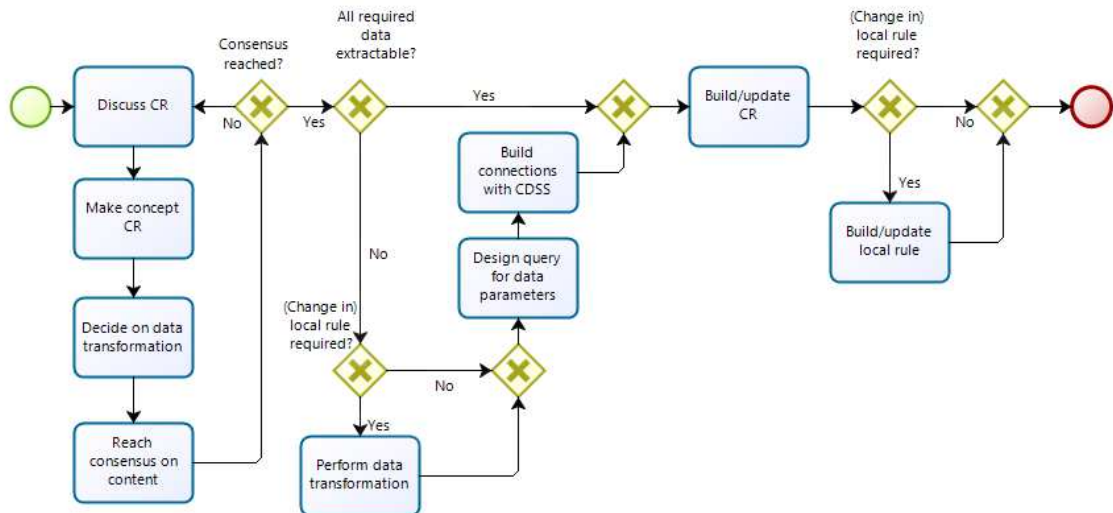 All required
data
extractable?
(Change in)
local rule
required?
Consensus
reached?
Discuss CR
No
Yes
Yes
Build/update
CR
No
Build
connections
with CDSS
Yes
Make concept
CR
Build/update
local rule
No
Design query
for data
parameters
(Change in)
local rule
required?
Decide on data
transformation
No
Yes
Reach
consensus on
content
Perform data
transformation